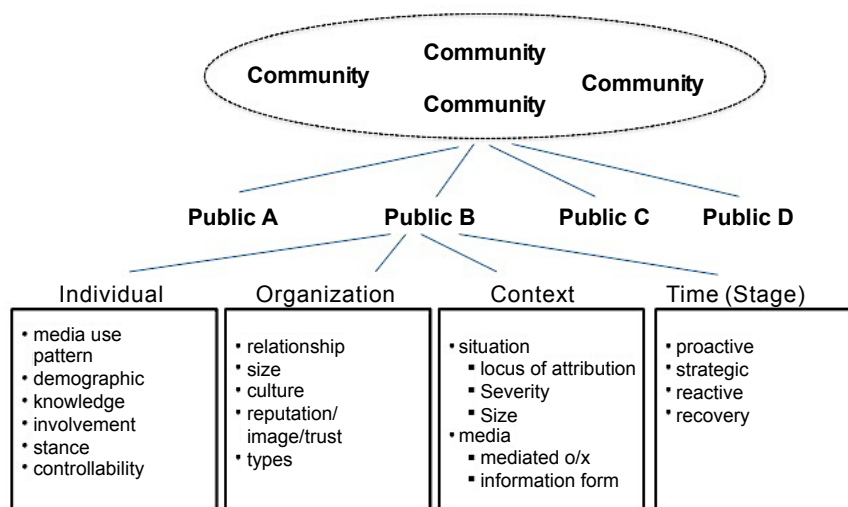 Community
Community
Community
Community
Public A
Public B
Public C
Public D
Individual
• media use
pattern
• demographic
• knowledge
• involvement
• stance
• controllability
Organization
• relationship
• size
• culture
• reputation/
image/trust
• types
Context
• situation
▪ locus of attribution
▪ Severity
▪ Size
• media
▪ mediated o/x
▪ information form
Time (Stage)
• proactive
• strategic
• reactive
• recovery